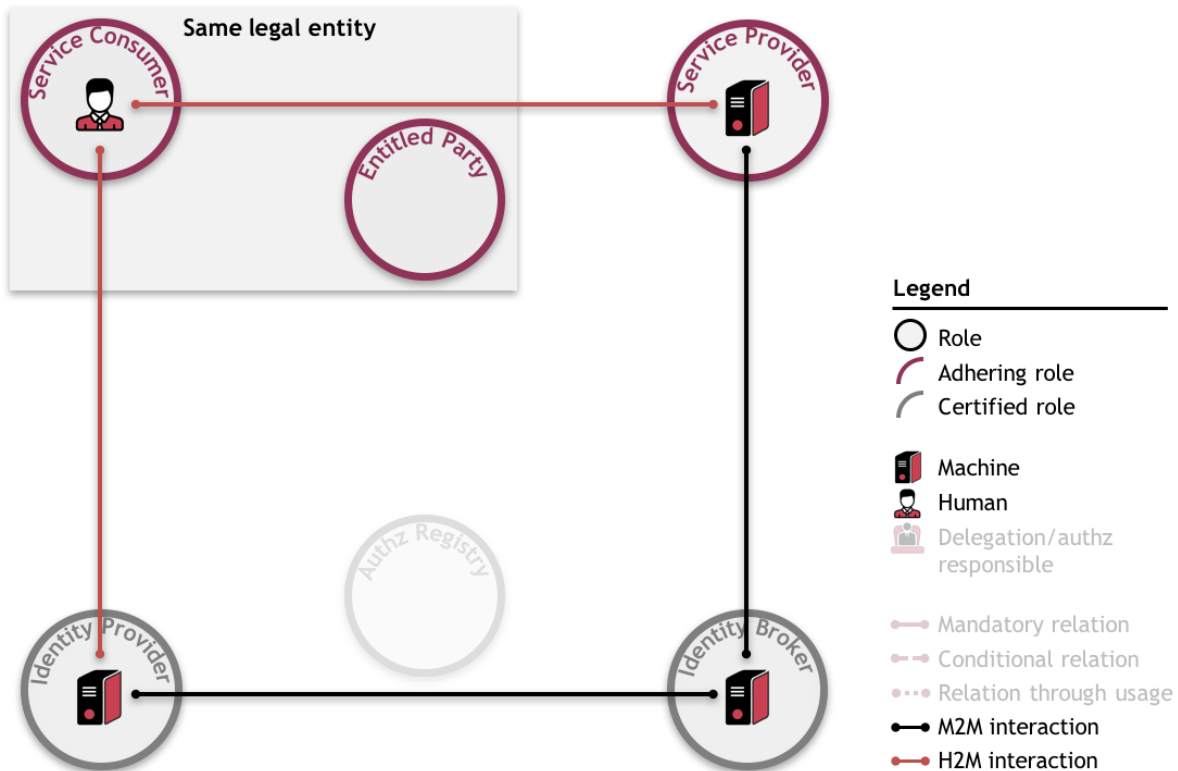 Same legal entity
Service Consumer
Service Provider
Entitled Party
Authz Registry
Identity Provider
Identity Broker
Legend
Role
Adhering role
Certified role
Machine
Human
Delegation/authz
responsible
Mandatory relation
Conditional relation
Relation through usage
M2M interaction
H2M interaction